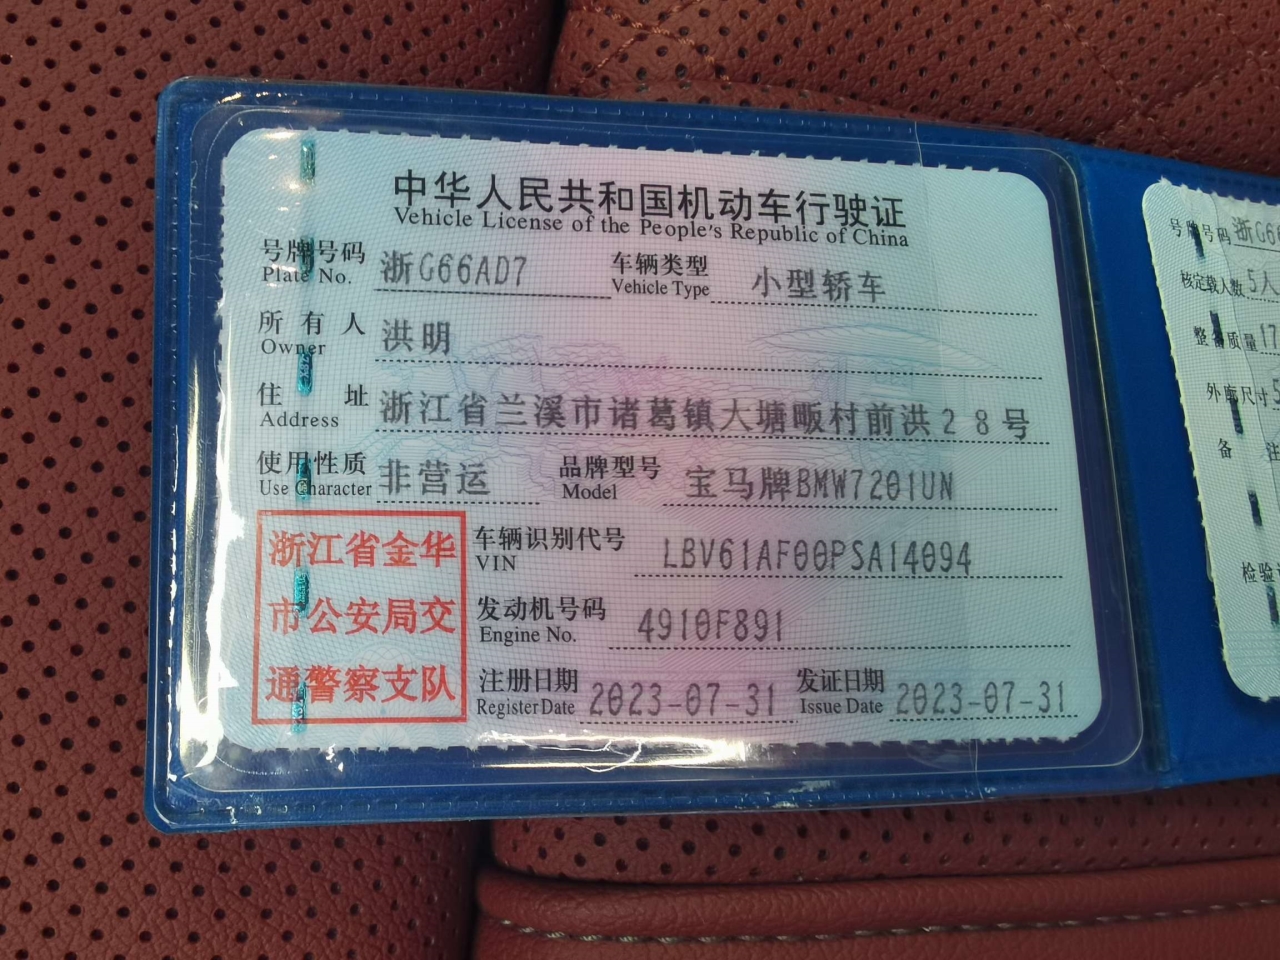 中华人民共和国机动车行驶证
Vehicle License of the People's Republic of China
号牌号码 浙G66AD7 车辆类型 小型轿车
Plate No. Vehicle Type
所有人 洪明
Owner
住址 浙江省兰溪市诸葛镇大塘畈村前洪28号
Address
使用性质 非营运 品牌型号 宝马牌BMW7201UN
Use Character Model
浙江省金华
市公安局交
通警察支队
车辆识别代号 LBV61AF00PSA14094
VIN
发动机号码 4910F891
Engine No.
注册日期 2023-07-31 发证日期 2023-07-31
Register Date Issue Date
号牌号码 浙G6
核定载人数 5人
整备质量 17
外廓尺寸 5
备 注
检验